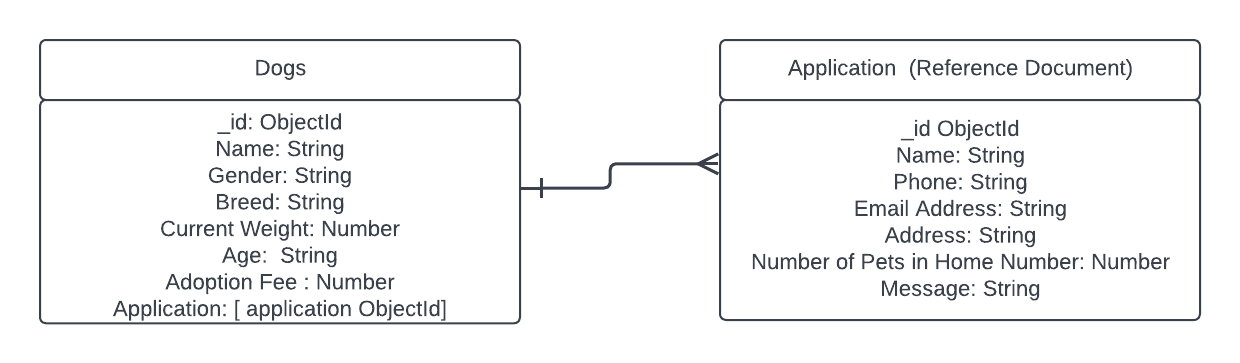 Dogs
_id: ObjectId
Name: String
Gender: String
Breed: String
Current Weight: Number
Age:  String
Adoption Fee : Number
Application: [ application ObjectId]
Application  (Reference Document)
_id ObjectId
Name: String
Phone: String
Email Address: String
Address: String
Number of Pets in Home Number: Number
Message: String